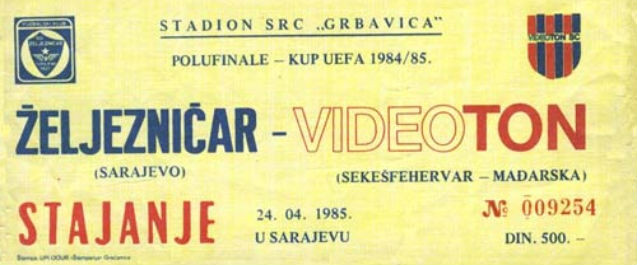 STADION SRC „GRBAVICA"
POLUFINALE – KUP UEFA 1984/85.
VIDEOTON SC
ŽELJEZNIČAR - VIDEOTON
(SARAJEVO)
(SEKEŠFEHERVAR – MAĐARSKA)
STAJANJE
24. 04. 1985.
U SARAJEVU
№ 009254
DIN. 500. –